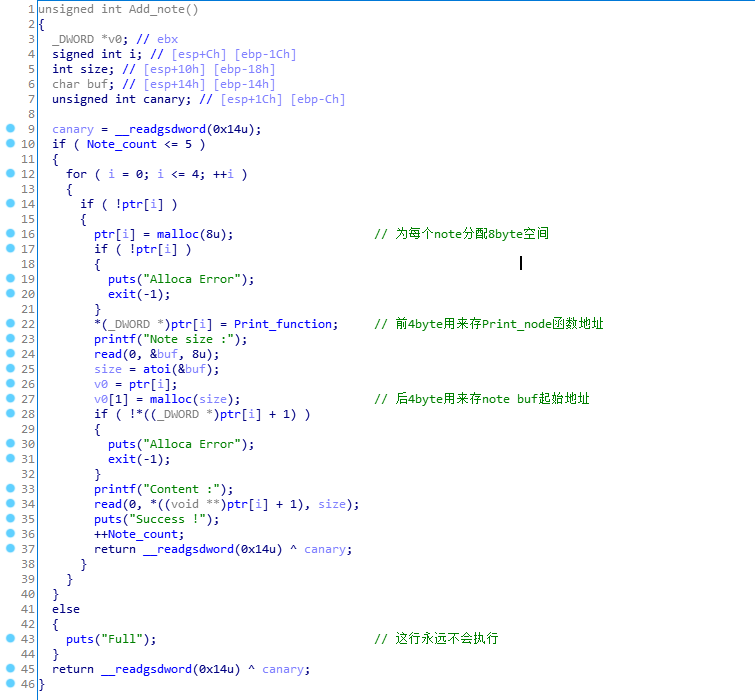 1 unsigned int Add_note()
2 {
3   _DWORD *v0; // ebx
4   signed int i; // [esp+Ch] [ebp-1Ch]
5   int size; // [esp+10h] [ebp-18h]
6   char buf; // [esp+14h] [ebp-14h]
7   unsigned int canary; // [esp+1Ch] [ebp-Ch]
8
9   canary = __readgsdword(0x14u);
10   if ( Note_count <= 5 )
11   {
12     for ( i = 0; i <= 4; ++i )
13     {
14       if ( !ptr[i] )
15       {
16         ptr[i] = malloc(8u);                    // 为每个note分配8byte空间
17         if ( !ptr[i] )
18         {
19           puts("Alloca Error");
20           exit(-1);
21         }
22         *(_DWORD *)ptr[i] = Print_function;     // 前4byte用来存Print_node函数地址
23         printf("Note size :");
24         read(0, &buf, 8u);
25         size = atoi(&buf);
26         v0 = ptr[i];
27         v0[1] = malloc(size);                   // 后4byte用来存note buf起始地址
28         if ( !*((_DWORD *)ptr[i] + 1) )
29         {
30           puts("Alloca Error");
31           exit(-1);
32         }
33         printf("Content :");
34         read(0, *((void **)ptr[i] + 1), size);
35         puts("Success !");
36         ++Note_count;
37         return __readgsdword(0x14u) ^ canary;
38       }
39     }
40   }
41   else
42   {
43     puts("Full");                               // 这行永远不会执行
44   }
45   return __readgsdword(0x14u) ^ canary;
46 }